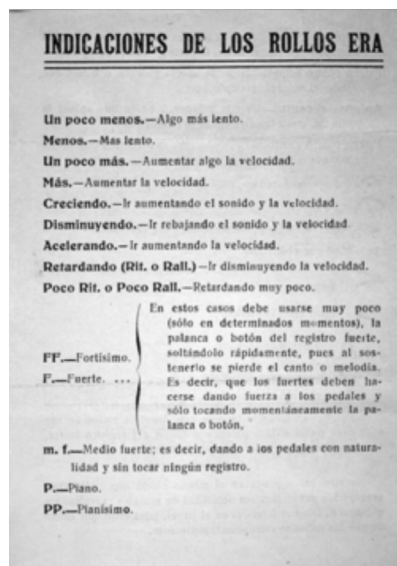 INDICACIONES DE LOS ROLLOS ERA
Un poco menos.—Algo más lento.
Menos.—Mas lento.
Un poco más.—Aumentar algo la velocidad.
Más.—Aumentar la velocidad.
Creciendo.—Ir aumentando el sonido y la velocidad.
Disminuyendo.—Ir rebajando el sonido y la velocidad
Acelerando.—Ir aumentando la velocidad.
Retardando (Rit. o Rall.)—Ir disminuyendo la velocidad.
Poco Rit. o Poco Rall.—Retardando muy poco.
FF.—Fortísimo.
F.—Fuerte. ...
En estos casos debe usarse muy poco
(sólo en determinados momentos), la
palanca o botón del registro fuerte,
soltándolo rápidamente, pues al sos-
tenerlo se pierde el canto o melodía.
Es decir, que los fuertes deben ha-
cerse dando fuerza a los pedales y
sólo tocando momentáneamente la pa-
lanca o botón.
m. f.—Medio fuerte; es decir, dando a los pedales con natura-
lidad y sin tocar ningún registro.
P.—Piano.
PP.—Pianísimo.